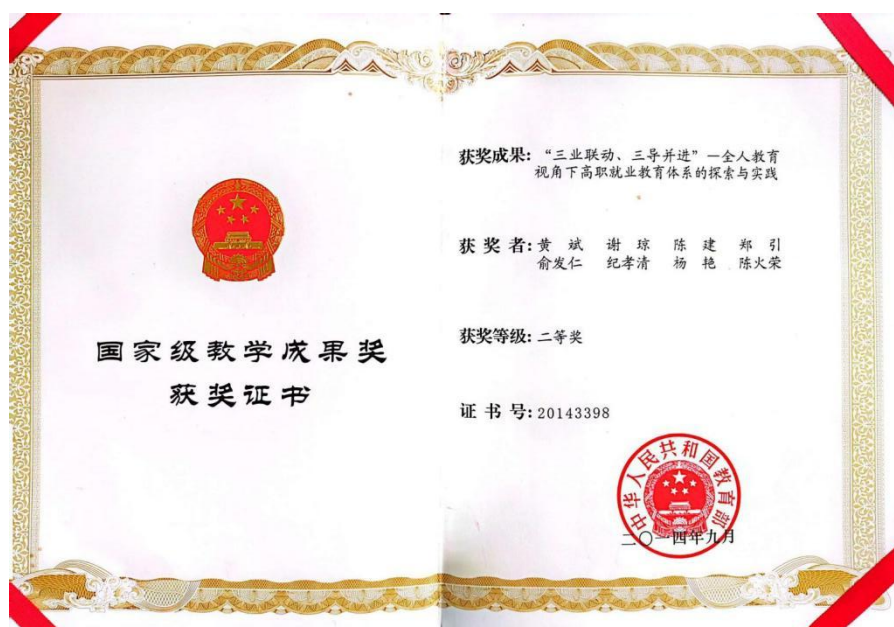 国家级教学成果奖
获奖证书
获奖成果：“三业联动、三导并进”—全人教育
视角下高职就业教育体系的探索与实践
获 奖 者：黄 斌 谢 琼 陈 建 郑 引
俞发仁 纪孝清 杨 艳 陈火荣
获奖等级：二等奖
证 书 号：20143398
中华人民共和国教育部
二〇一四年九月